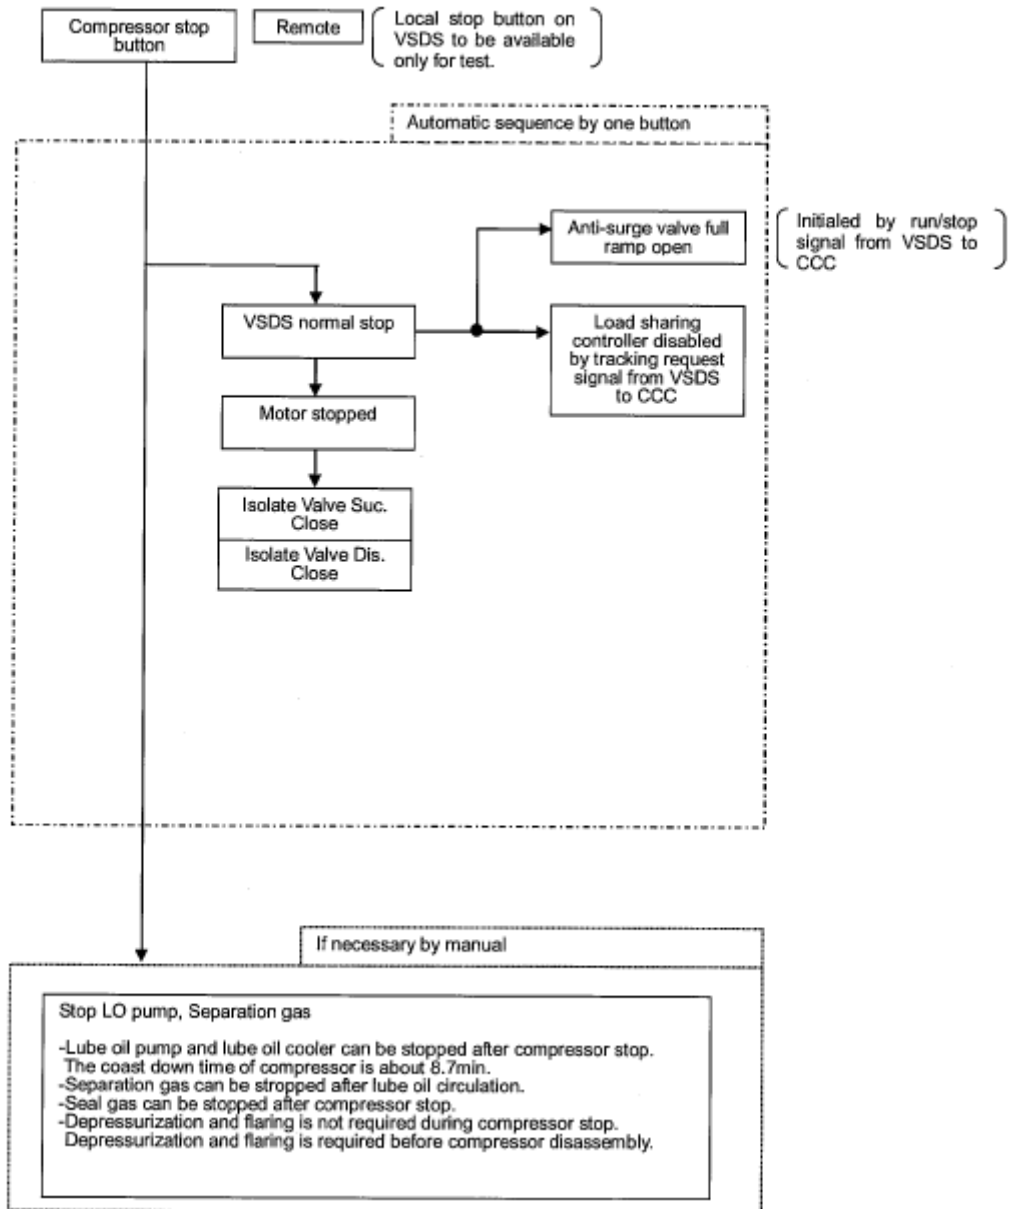 Compressor stop
button
Remote
Local stop button on
VSDS to be available
only for test.
Automatic sequence by one button
Anti-surge valve full
ramp open
Initialed by run/stop
signal from VSDS to
CCC
VSDS normal stop
Load sharing
controller disabled
by tracking request
signal from VSDS
to CCC
Motor stopped
Isolate Valve Suc.
Close
Isolate Valve Dis.
Close
If necessary by manual
Stop LO pump, Separation gas
-Lube oil pump and lube oil cooler can be stopped after compressor stop.
The coast down time of compressor is about 8.7min.
-Separation gas can be stropped after lube oil circulation.
-Seal gas can be stopped after compressor stop.
-Depressurization and flaring is not required during compressor stop.
Depressurization and flaring is required before compressor disassembly.